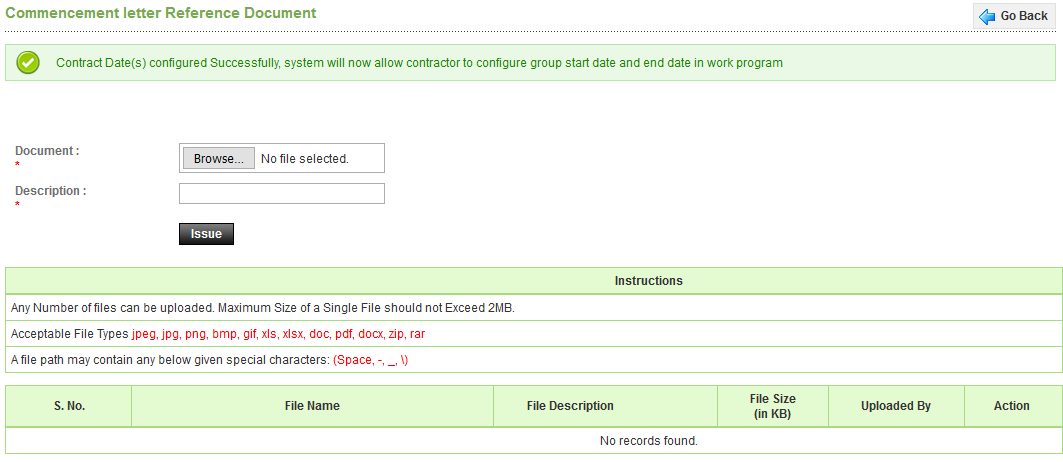 Commencement letter Reference Document
Go Back
Contract Date(s) configured Successfully, system will now allow contractor to configure group start date and end date in work program
Document :
*
Browse... No file selected.
Description :
*
Issue
Instructions
Any Number of files can be uploaded. Maximum Size of a Single File should not Exceed 2MB.
Acceptable File Types jpeg, jpg, png, bmp, gif, xls, xlsx, doc, pdf, docx, zip, rar
A file path may contain any below given special characters: (Space, -, _, \)
S. No. File Name File Description File Size (in KB) Uploaded By Action
No records found.